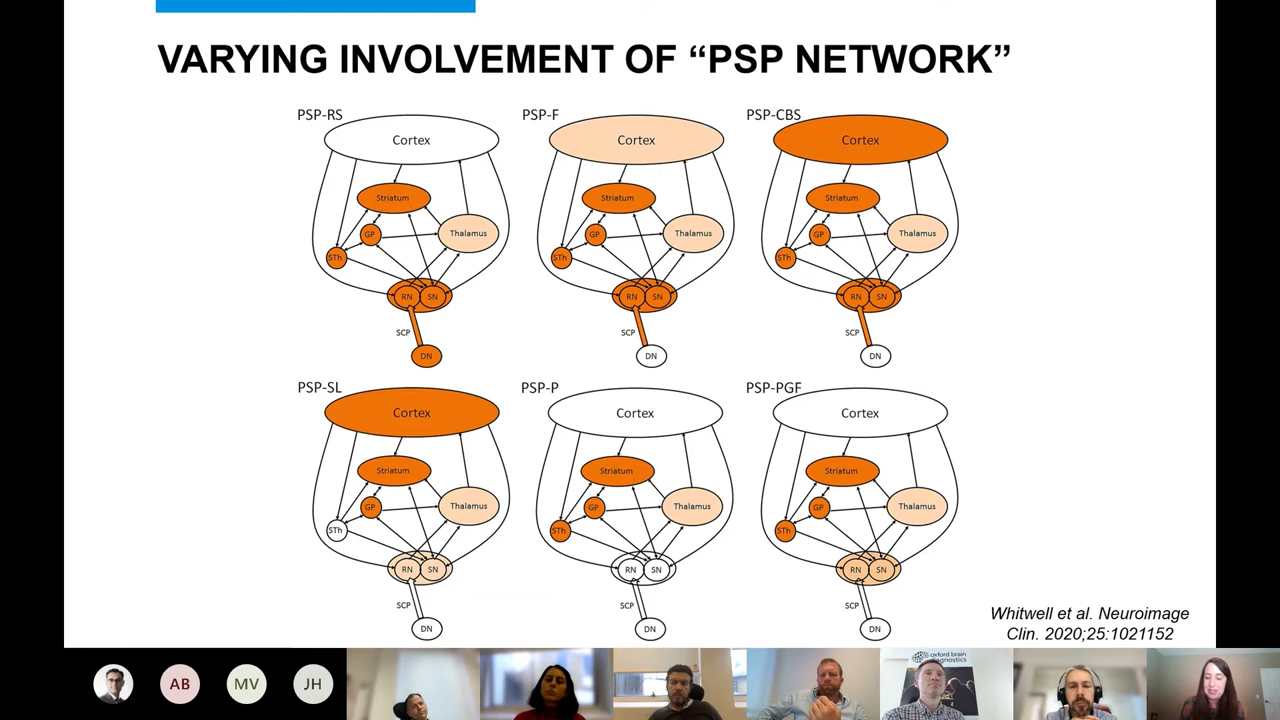 VARYING INVOLVEMENT OF “PSP NETWORK”
PSP-RS
Cortex
Striatum
GP
Thalamus
STh
RN
SN
SCP
DN
PSP-F
Cortex
Striatum
GP
Thalamus
STh
RN
SN
SCP
DN
PSP-CBS
Cortex
Striatum
GP
Thalamus
STh
RN
SN
SCP
DN
PSP-SL
Cortex
Striatum
GP
Thalamus
STh
RN
SN
SCP
DN
PSP-P
Cortex
Striatum
GP
Thalamus
STh
RN
SN
SCP
DN
PSP-PGF
Cortex
Striatum
GP
Thalamus
STh
RN
SN
SCP
DN
Whitwell et al. Neuroimage
Clin. 2020;25:1021152
AB
MV
JH
oxford brain
diagnostics